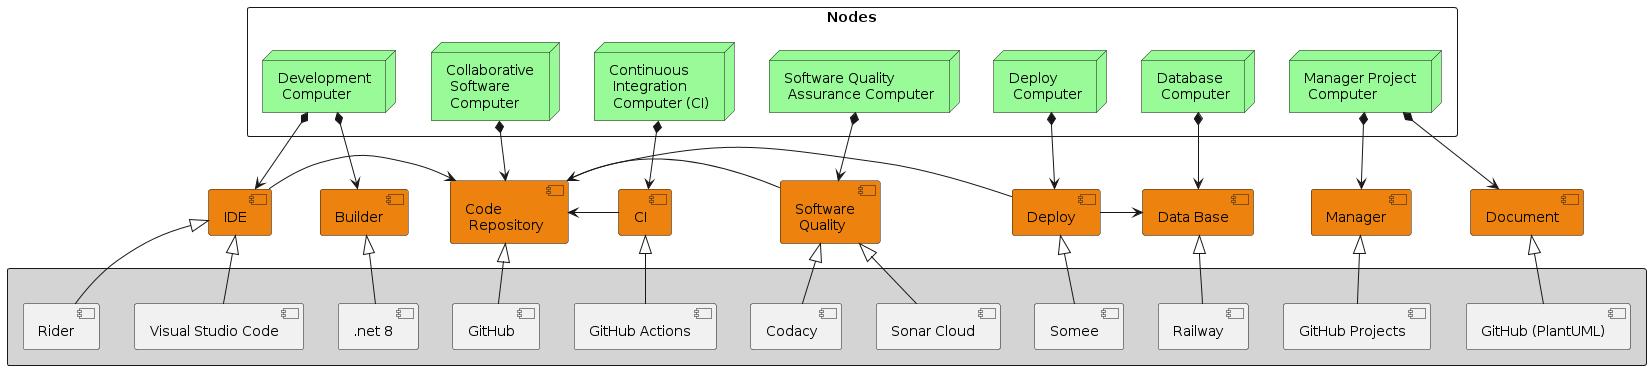 Nodes
Development
Computer
Collaborative
Software
Computer
Continuous
Integration
Computer (CI)
Software Quality
Assurance Computer
Deploy
Computer
Database
Computer
Manager Project
Computer
IDE
Builder
Code
Repository
CI
Software
Quality
Deploy
Data Base
Manager
Document
Rider
Visual Studio Code
.net 8
GitHub
GitHub Actions
Codacy
Sonar Cloud
Somee
Railway
GitHub Projects
GitHub (PlantUML)